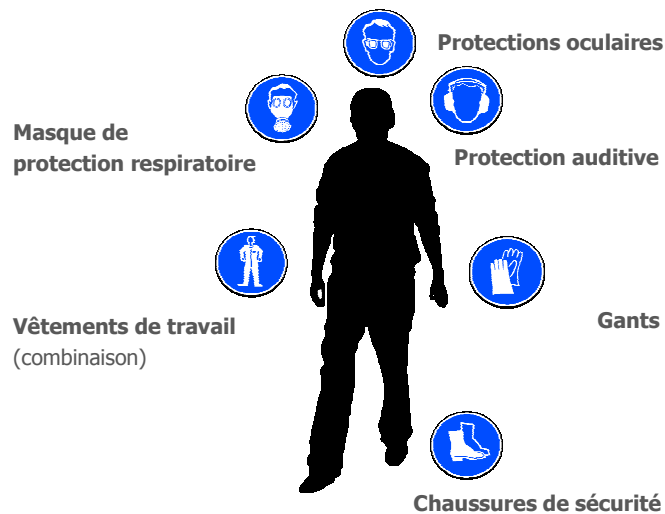 Protections oculaires
Masque de
protection respiratoire
Protection auditive
Vêtements de travail
(combinaison)
Gants
Chaussures de sécurité